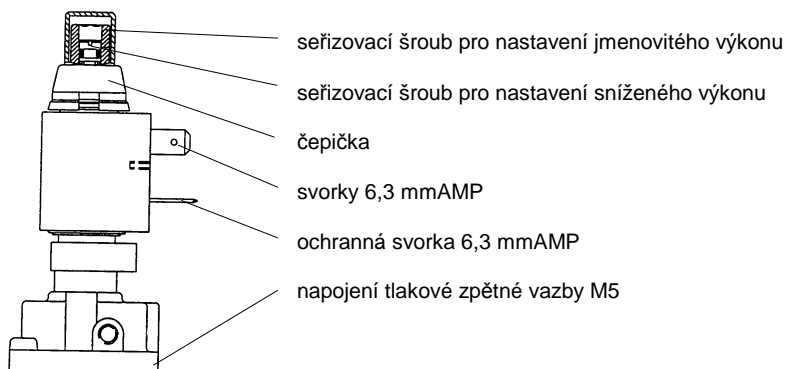 seřizovací šroub pro nastavení jmenovitého výkonu
seřizovací šroub pro nastavení sníženého výkonu
čepička
svorky 6,3 mmAMP
ochranná svorka 6,3 mmAMP
napojení tlakové zpětné vazby M5